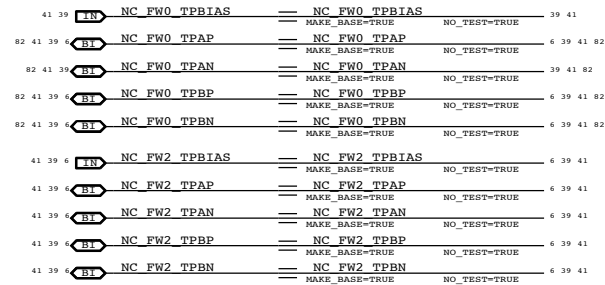 41 39 IN NC_FW0_TPBIAS NC_FW0_TPBIAS 39 41
MAKE_BASE=TRUE NO_TEST=TRUE
82 41 39 6 BI NC_FW0_TPAP NC_FW0_TPAP 6 39 41 82
MAKE_BASE=TRUE NO_TEST=TRUE
82 41 39 BI NC_FW0_TPAN NC_FW0_TPAN 39 41 82
MAKE_BASE=TRUE NO_TEST=TRUE
82 41 39 6 BI NC_FW0_TPBP NC_FW0_TPBP 6 39 41 82
MAKE_BASE=TRUE NO_TEST=TRUE
82 41 39 6 BI NC_FW0_TPBN NC_FW0_TPBN 6 39 41 82
MAKE_BASE=TRUE NO_TEST=TRUE
41 39 6 IN NC_FW2_TPBIAS NC_FW2_TPBIAS 6 39 41
MAKE_BASE=TRUE NO_TEST=TRUE
41 39 6 BI NC_FW2_TPAP NC_FW2_TPAP 6 39 41
MAKE_BASE=TRUE NO_TEST=TRUE
41 39 6 BI NC_FW2_TPAN NC_FW2_TPAN 6 39 41
MAKE_BASE=TRUE NO_TEST=TRUE
41 39 6 BI NC_FW2_TPBP NC_FW2_TPBP 6 39 41
MAKE_BASE=TRUE NO_TEST=TRUE
41 39 6 BI NC_FW2_TPBN NC_FW2_TPBN 6 39 41
MAKE_BASE=TRUE NO_TEST=TRUE